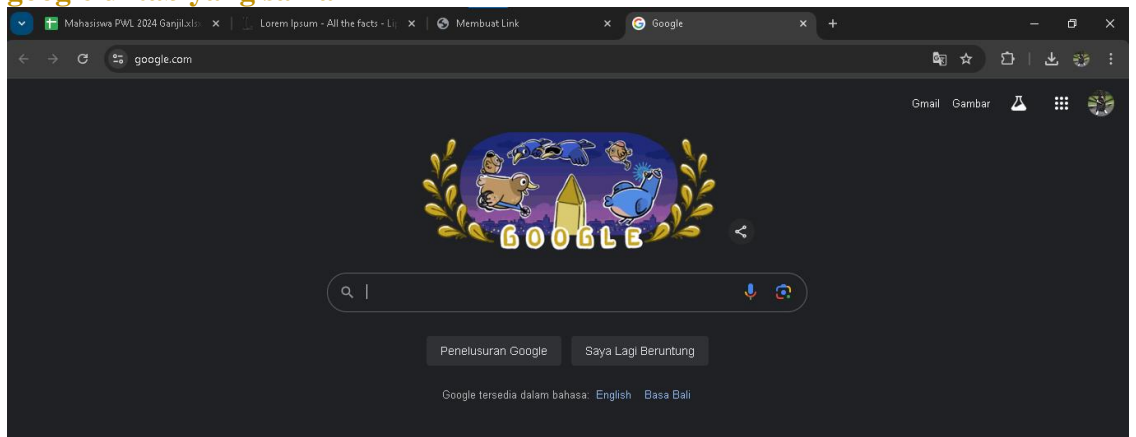 Mahasiswa PWL 2024 Ganjil.xls
Lorem Ipsum - All the facts - Li
Membuat Link
Google
google.com
Gmail Gambar
GOOGLE
Penelusuran Google
Saya Lagi Beruntung
Google tersedia dalam bahasa: English Basa Bali